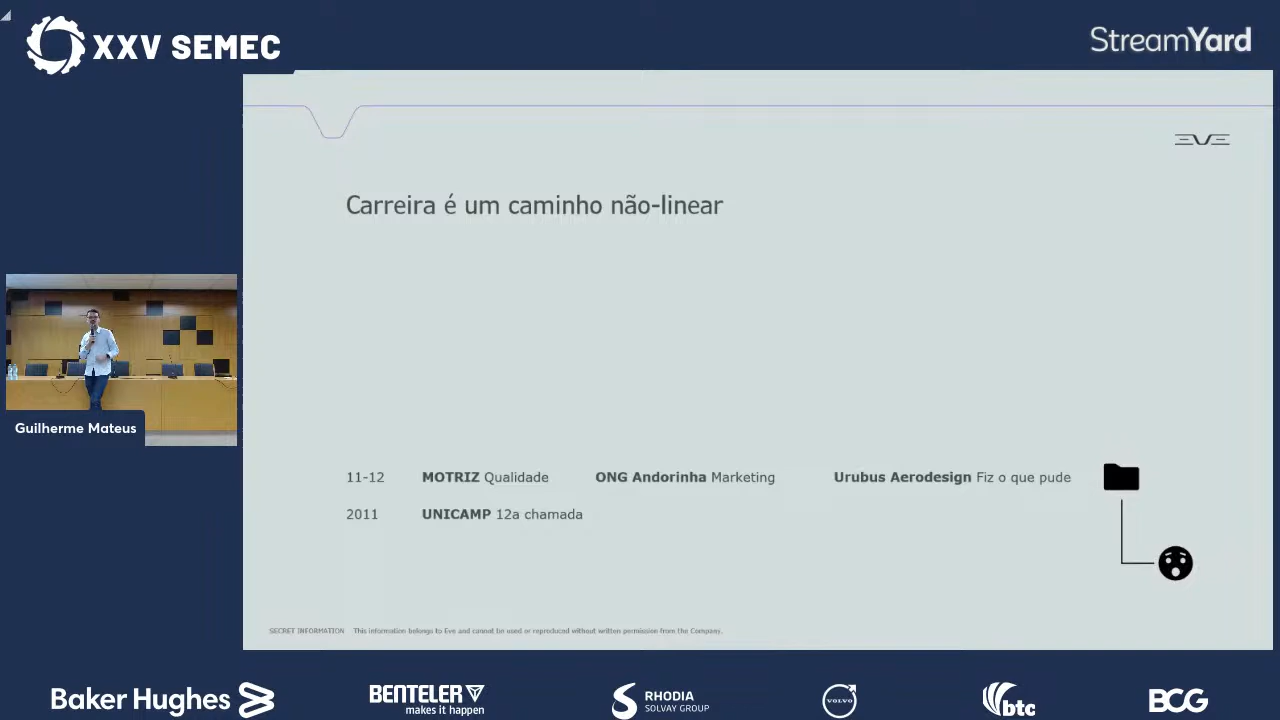 XXV SEMEC
StreamYard
EVE
Carreira é um caminho não-linear
Guilherme Mateus
11-12 MOTRIZ Qualidade ONG Andorinha Marketing Urubus Aerodesign Fiz o que pude
2011 UNICAMP 12a chamada
SECRET INFORMATION This information belongs to Eve and cannot be used or reproduced without written permission from the Company.
Baker Hughes
BENTELER
makes it happen
RHODIA
SOLVAY GROUP
VOLVO
btc
BCG